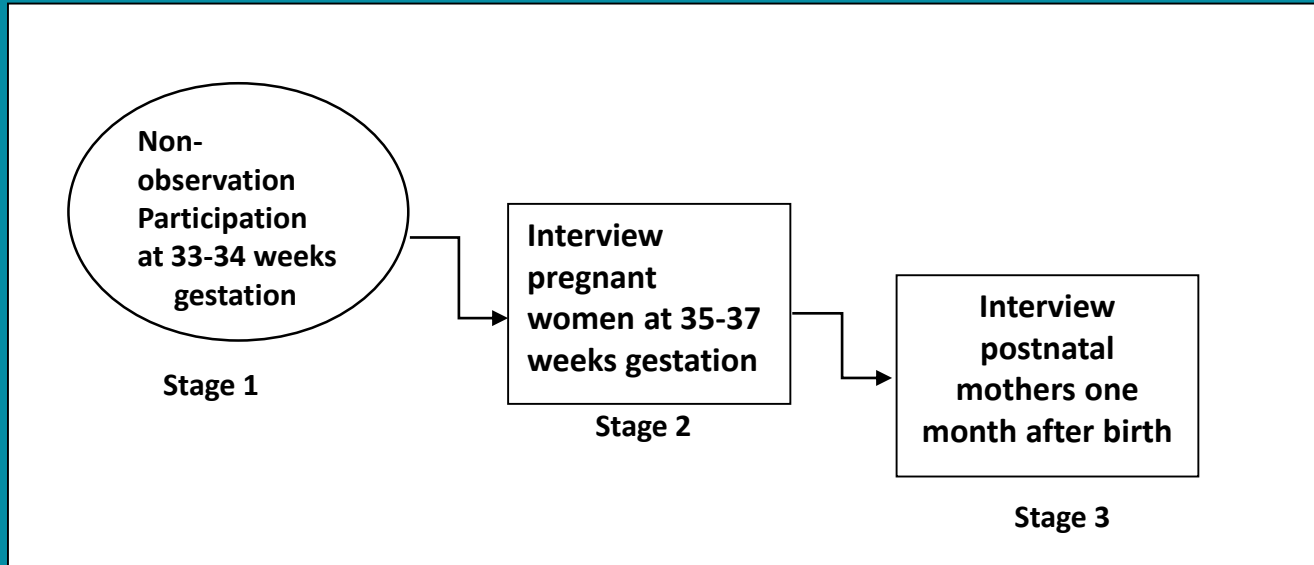 Non-
observation
Participation
at 33-34 weeks
gestation
Stage 1
Interview
pregnant
women at 35-37
weeks gestation
Stage 2
Interview
postnatal
mothers one
month after birth
Stage 3